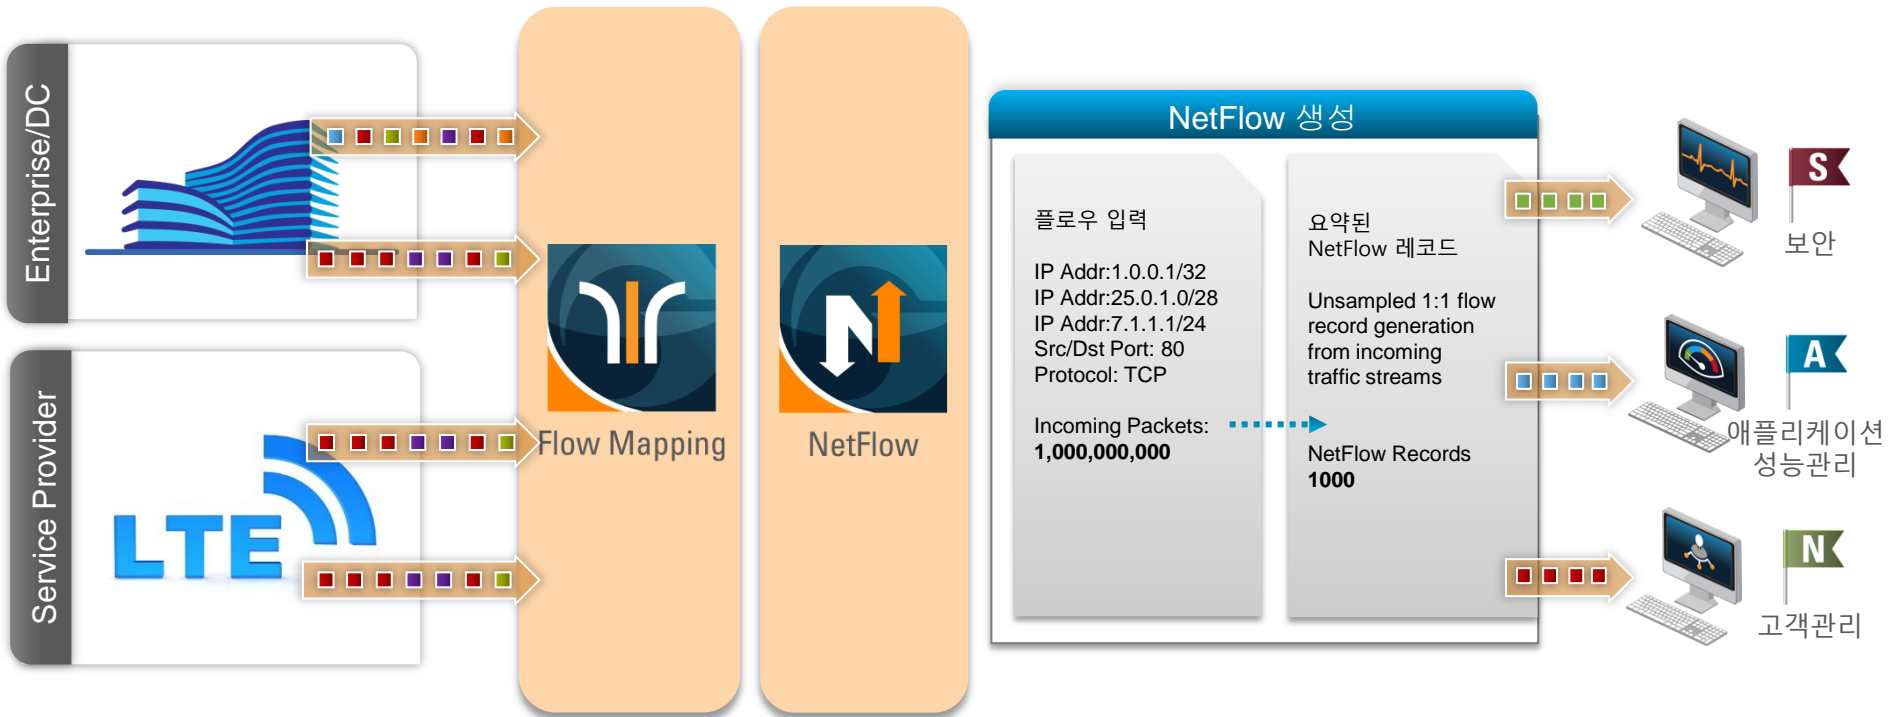 Enterprise/DC
Service Provider
LTE
Flow Mapping
NetFlow
NetFlow 생성
플로우 입력
IP Addr:1.0.0.1/32
IP Addr:25.0.1.0/28
IP Addr:7.1.1.1/24
Src/Dst Port: 80
Protocol: TCP
Incoming Packets:
1,000,000,000
요약된
NetFlow 레코드
Unsampled 1:1 flow
record generation
from incoming
traffic streams
NetFlow Records
1000
S
보안
A
애플리케이션
성능관리
N
고객관리